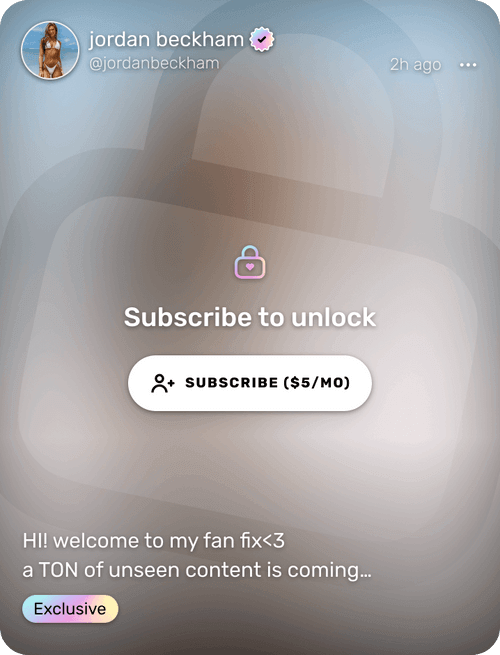 jordan beckham
@jordanbeckham
2h ago
Subscribe to unlock
SUBSCRIBE ($5/MO)
HI! welcome to my fan fix<3
a TON of unseen content is coming...
Exclusive